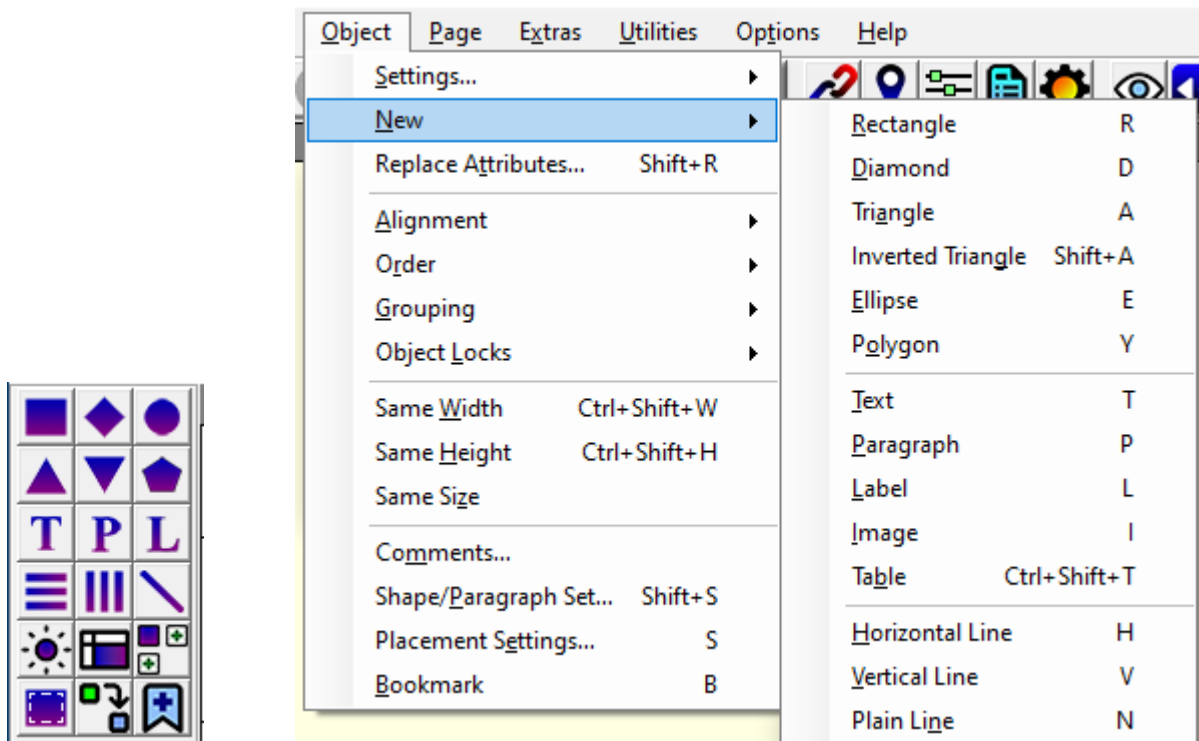 Object Page Extras Utilities Options Help
Settings...
New
Replace Attributes... Shift+R
Alignment
Order
Grouping
Object Locks
Same Width Ctrl+Shift+W
Same Height Ctrl+Shift+H
Same Size
Comments...
Shape/Paragraph Set... Shift+S
Placement Settings... S
Bookmark B
Rectangle R
Diamond D
Triangle A
Inverted Triangle Shift+A
Ellipse E
Polygon Y
Text T
Paragraph P
Label L
Image I
Table Ctrl+Shift+T
Horizontal Line H
Vertical Line V
Plain Line N
T P L